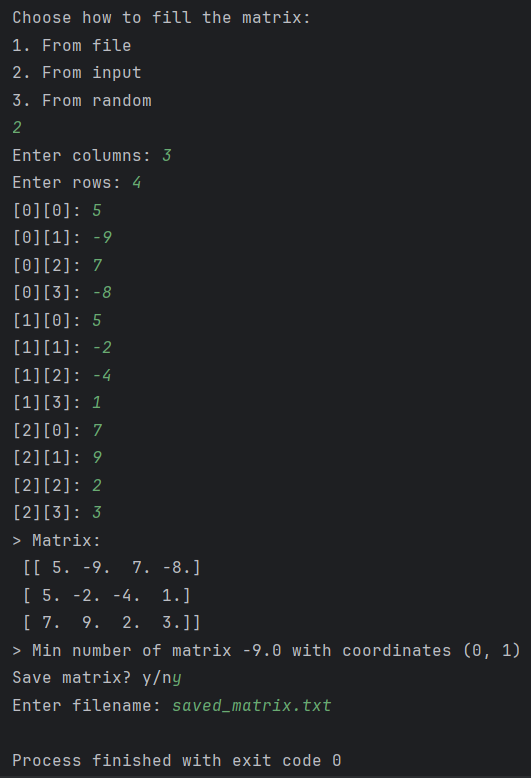 Choose how to fill the matrix:
1. From file
2. From input
3. From random
2
Enter columns: 3
Enter rows: 4
[0][0]: 5
[0][1]: -9
[0][2]: 7
[0][3]: -8
[1][0]: 5
[1][1]: -2
[1][2]: -4
[1][3]: 1
[2][0]: 7
[2][1]: 9
[2][2]: 2
[2][3]: 3
> Matrix:
 [[ 5. -9.  7. -8.]
 [ 5. -2. -4.  1.]
 [ 7.  9.  2.  3.]]
> Min number of matrix -9.0 with coordinates (0, 1)
Save matrix? y/ny
Enter filename: saved_matrix.txt

Process finished with exit code 0